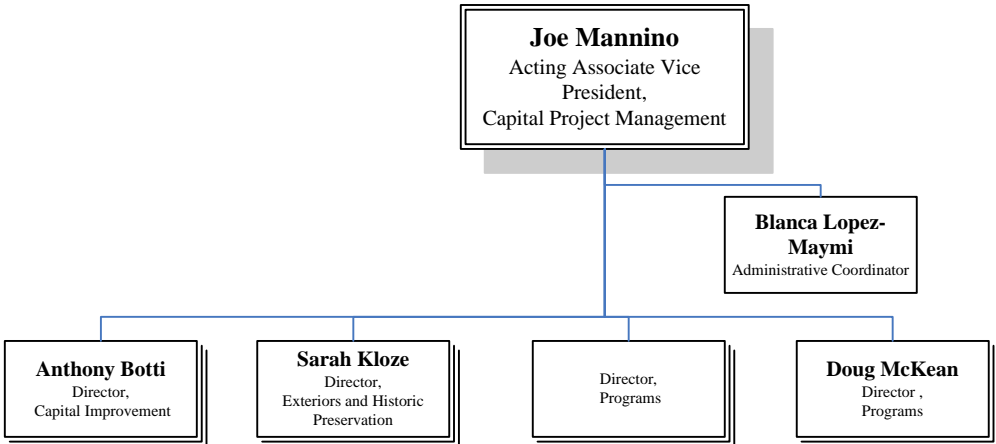 Joe Mannino
Acting Associate Vice
President,
Capital Project Management
Blanca Lopez-
Maymi
Administrative Coordinator
Anthony Botti
Director,
Capital Improvement
Sarah Kloze
Director,
Exteriors and Historic
Preservation
Director,
Programs
Doug McKean
Director ,
Programs